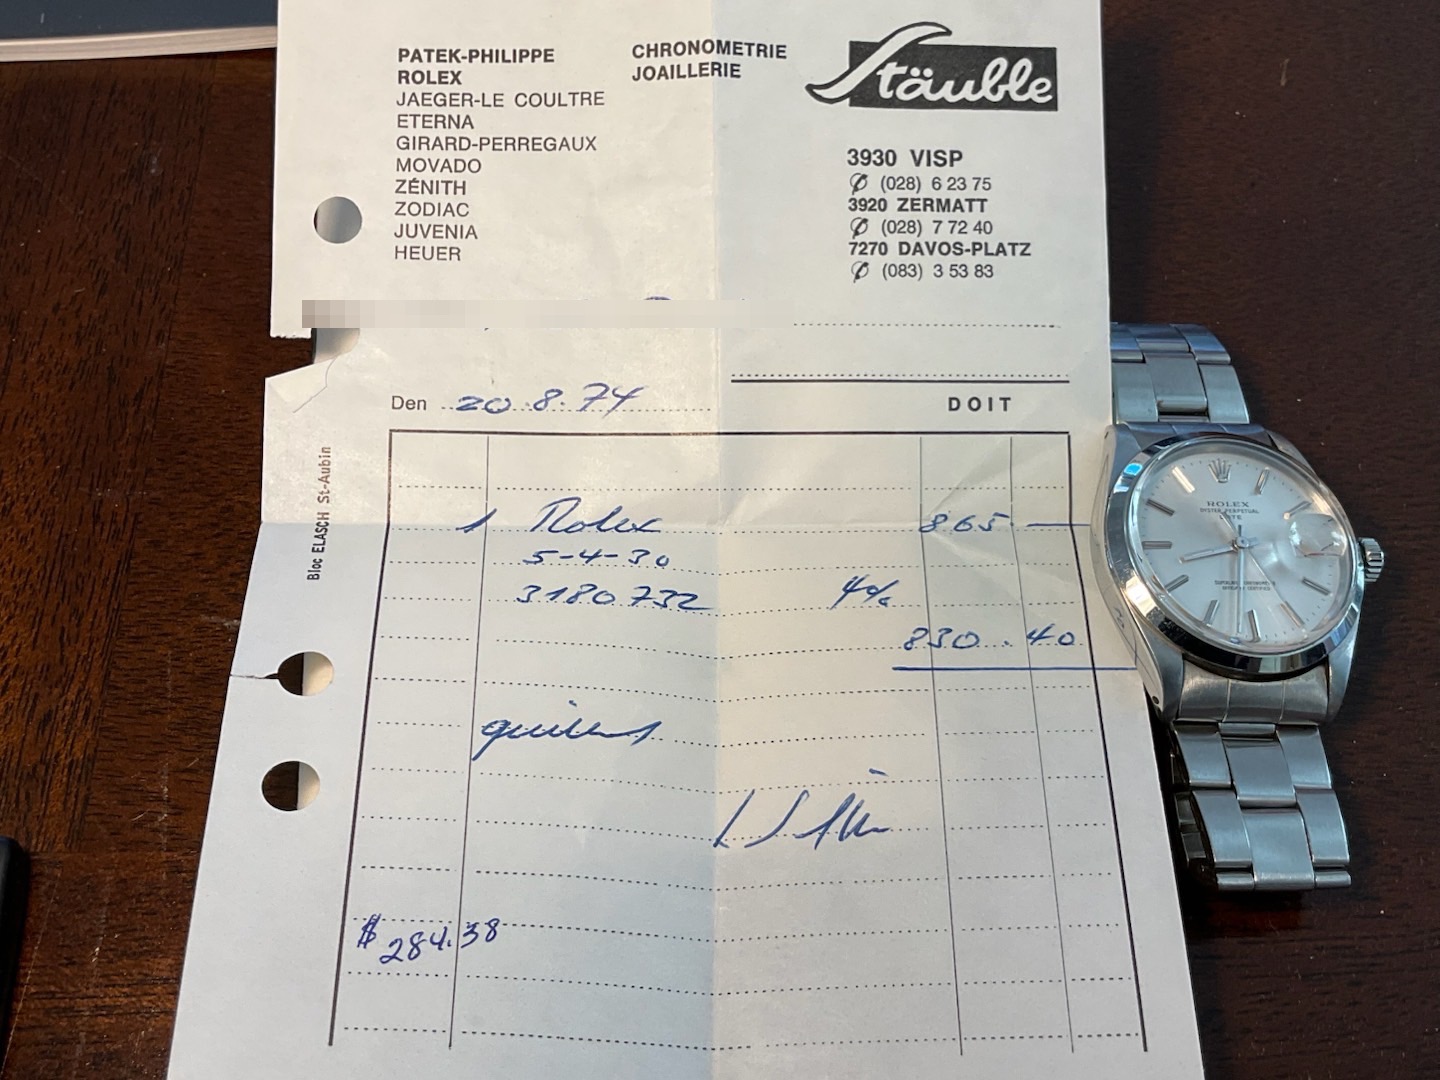 PATEK-PHILIPPE
ROLEX
JAEGER-LE COULTRE
ETERNA
GIRARD-PERREGAUX
MOVADO
ZÉNITH
ZODIAC
JUVENIA
HEUER
CHRONOMETRIE
JOAILLERIE
Stäuble
3930 VISP
(028) 6 23 75
3920 ZERMATT
(028) 7 72 40
7270 DAVOS-PLATZ
(083) 3 53 83
Den 20.8.74
DOIT
1 Rolex 865 —
5-4-30
3180732 4%
830.40
$ 284.38
Bloc ELASCH St-Aubin
ROLEX
OYSTER PERPETUAL
DATE